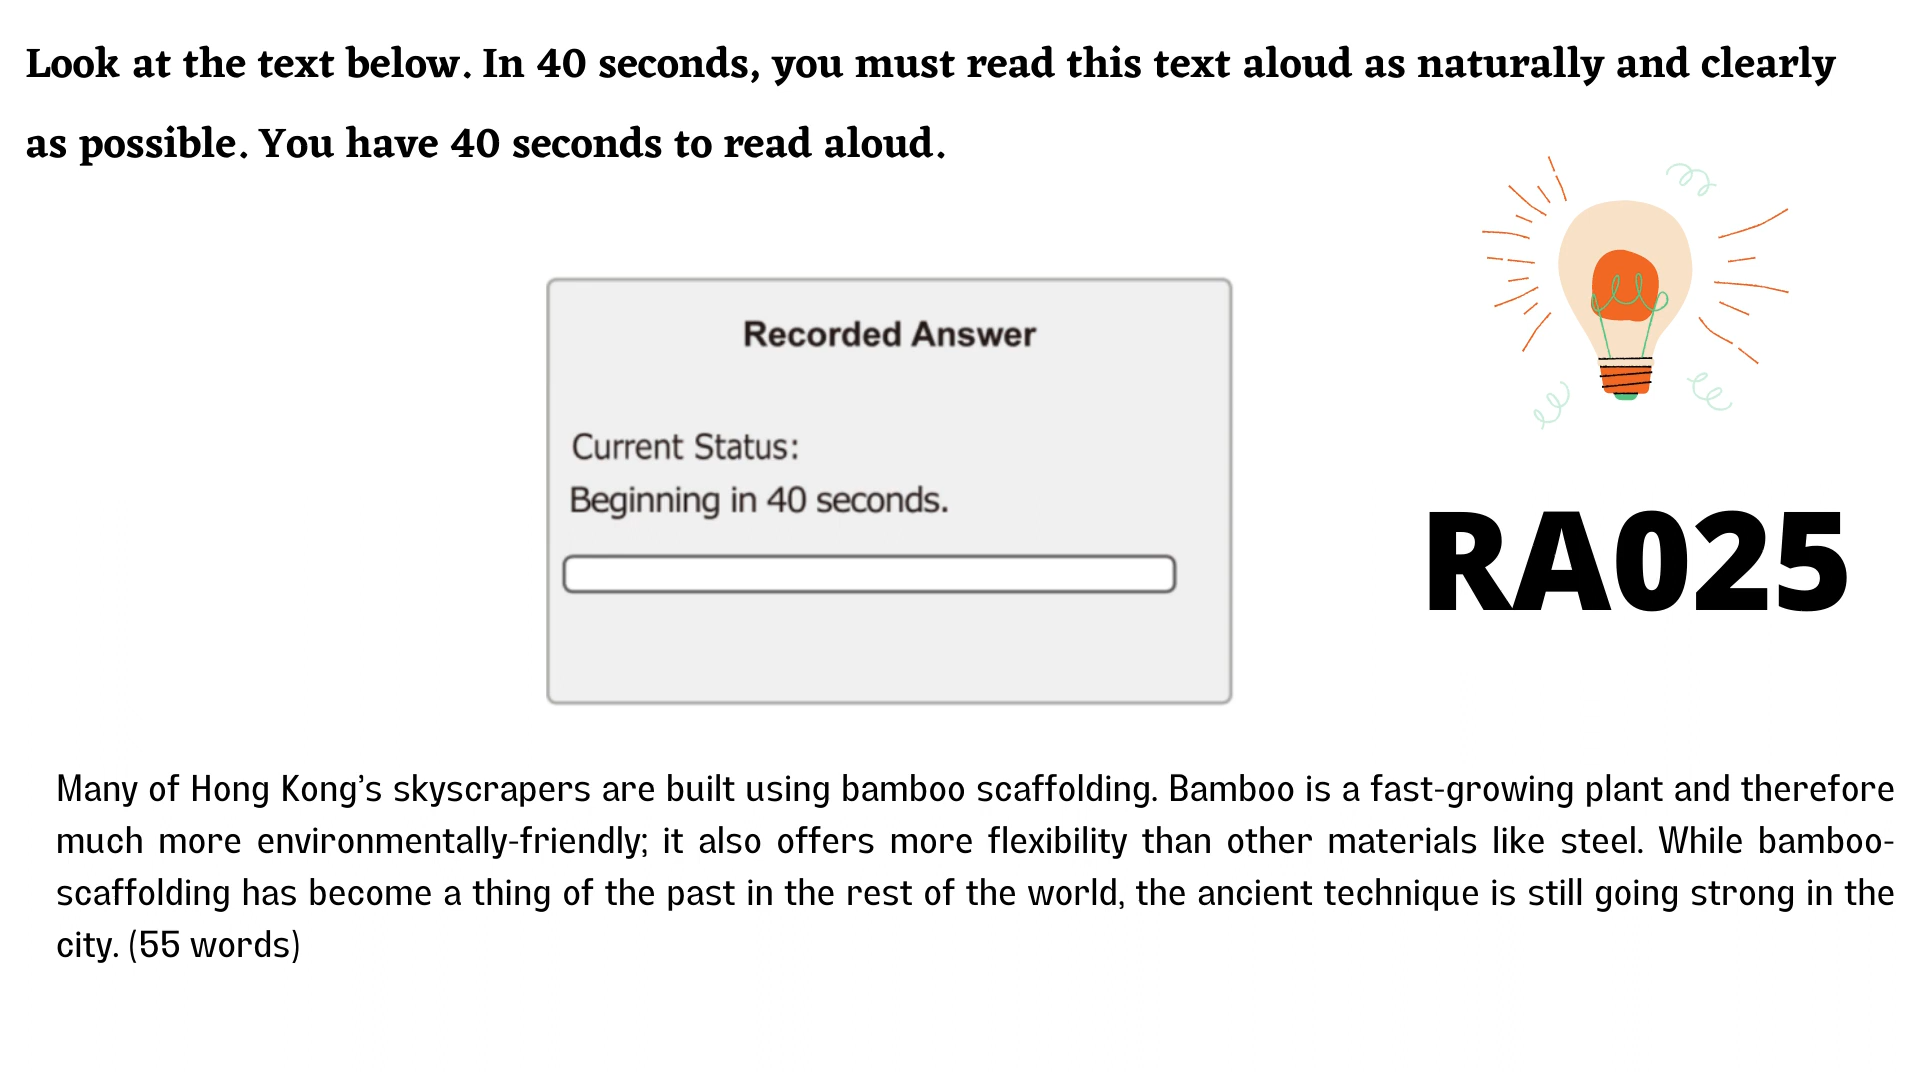 Look at the text below. In 40 seconds, you must read this text aloud as naturally and clearly
as possible. You have 40 seconds to read aloud.
Recorded Answer
Current Status:
Beginning in 40 seconds.
RA025
Many of Hong Kong’s skyscrapers are built using bamboo scaffolding. Bamboo is a fast-growing plant and therefore
much more environmentally-friendly; it also offers more flexibility than other materials like steel. While bamboo-
scaffolding has become a thing of the past in the rest of the world, the ancient technique is still going strong in the
city. (55 words)